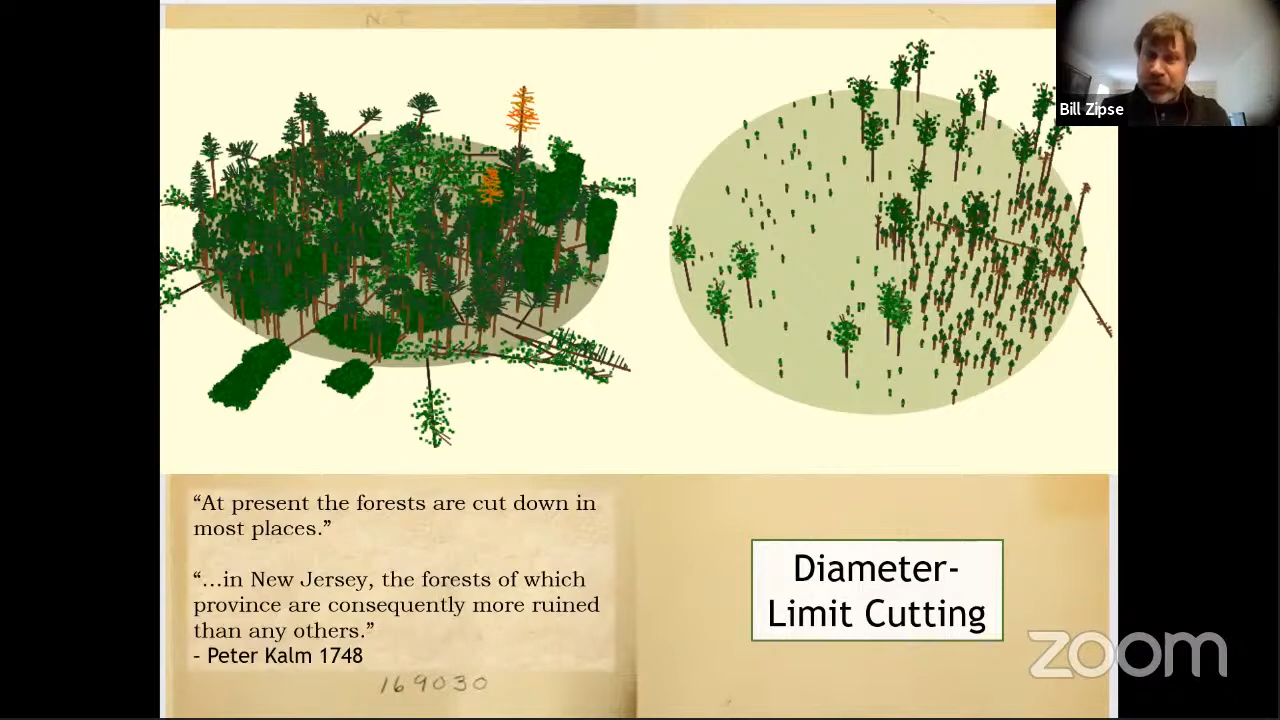 N.T
Bill Zipse
“At present the forests are cut down in
most places.”
“…in New Jersey, the forests of which
province are consequently more ruined
than any others.”
– Peter Kalm 1748
169030
Diameter-
Limit Cutting
zoom